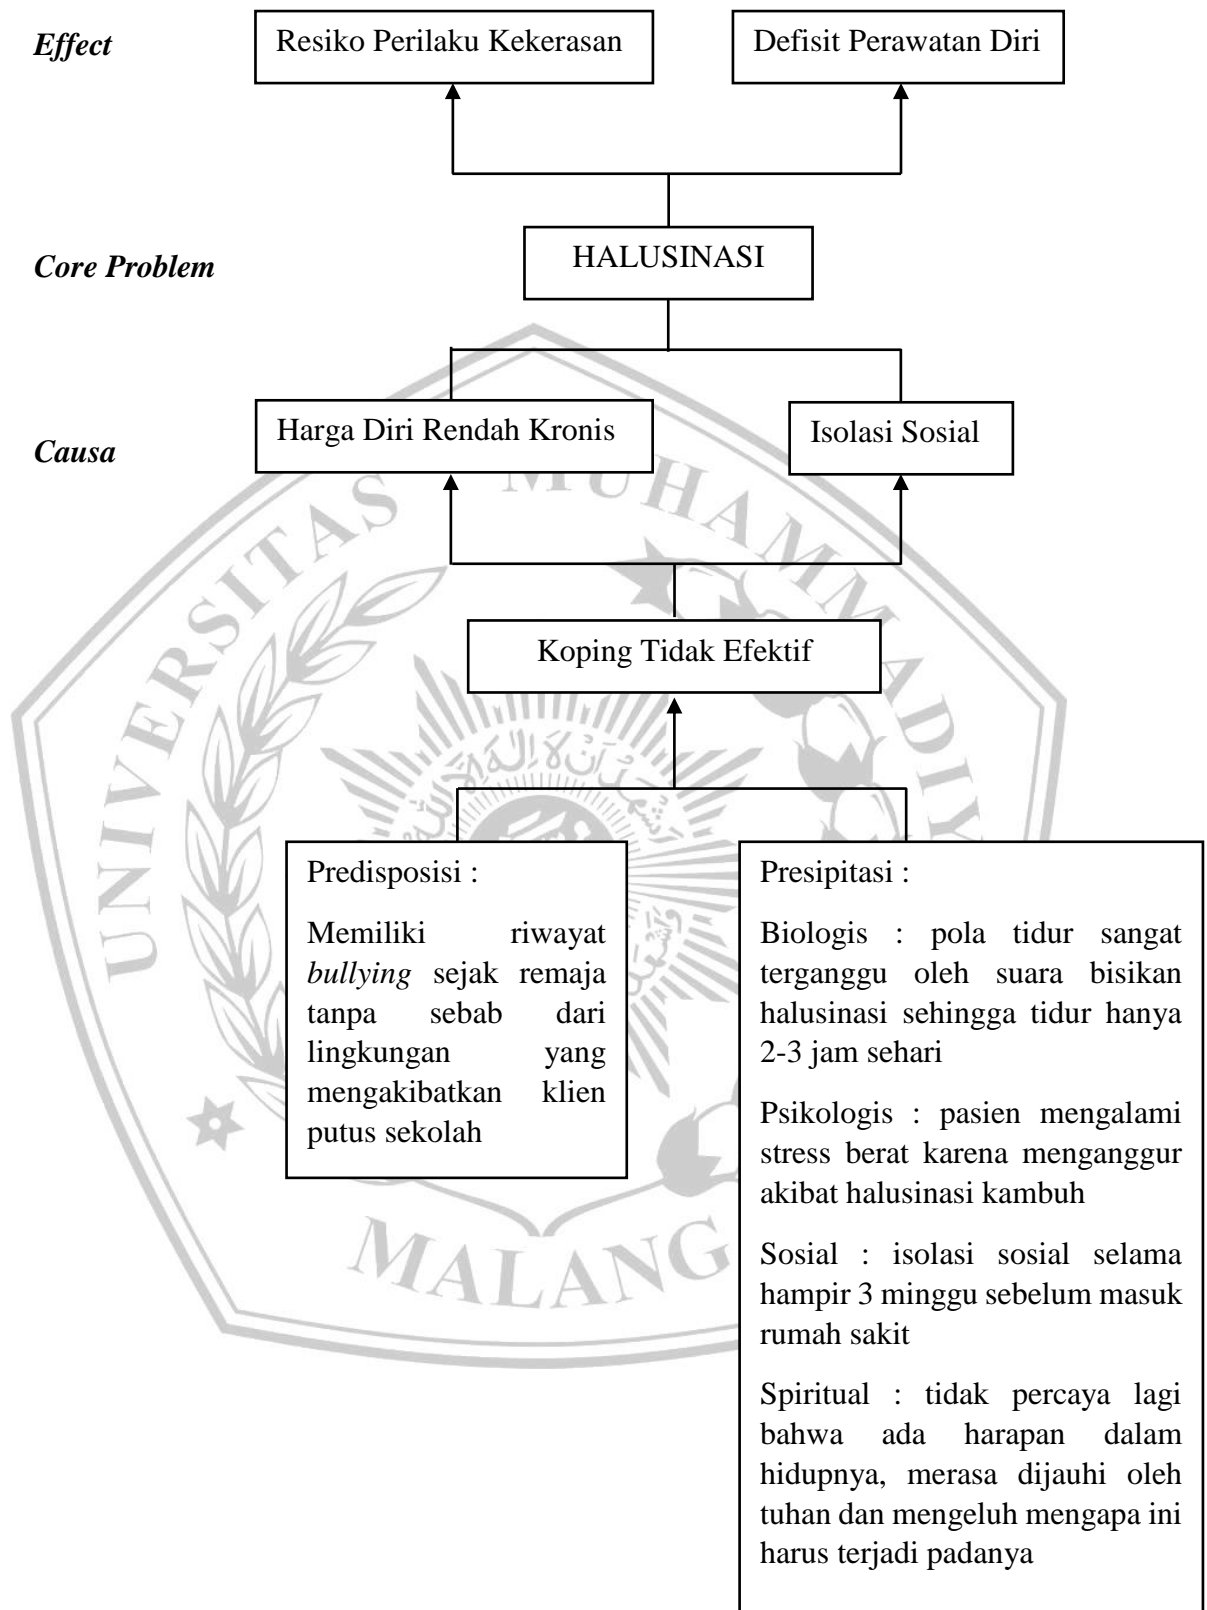 Effect
Resiko Perilaku Kekerasan
Defisit Perawatan Diri
Core Problem
HALUSINASI
Causa
Harga Diri Rendah Kronis
Isolasi Sosial
Koping Tidak Efektif
Predisposisi :
Memiliki riwayat
bullying sejak remaja
tanpa sebab dari
lingkungan yang
mengakibatkan klien
putus sekolah
Presipitasi :
Biologis : pola tidur sangat
terganggu oleh suara bisikan
halusinasi sehingga tidur hanya
2-3 jam sehari
Psikologis : pasien mengalami
stress berat karena menganggur
akibat halusinasi kambuh
Sosial : isolasi sosial selama
hampir 3 minggu sebelum masuk
rumah sakit
Spiritual : tidak percaya lagi
bahwa ada harapan dalam
hidupnya, merasa dijauhi oleh
tuhan dan mengeluh mengapa ini
harus terjadi padanya
UNIVERSITAS MUHAMMADIY
MALANG